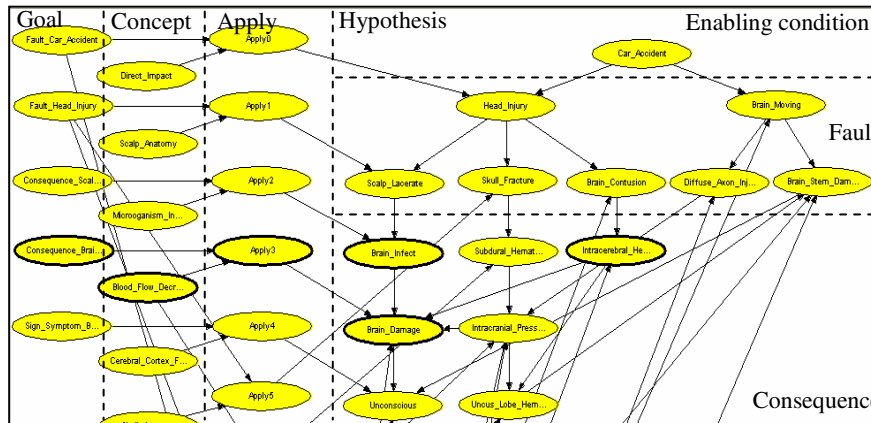 Goal Concept Apply Hypothesis Enabling condition
Fault_Car_Accident Apply0 Car_Accident
Direct_Impact
Fault_Head_Injury Apply1 Head_Injury Brain_Moving
Faul
Scalp_Anatomy
Consequence_Scal... Apply2 Scalp_Lacerate Skull_Fracture Brain_Contusion Diffuse_Axon_Inj... Brain_Stem_Dam...
Microoganism_In...
Consequence_Brai... Apply3 Brain_Infect Subdural_Hemat... Intracerebral_He...
Blood_Flow_Decr...
Sign_Symptom_B... Apply4 Brain_Damage Intracranial_Press...
Cerebral_Cortex_F...
Apply5 Unconscious Uncus_Lobe_Hern... Consequence